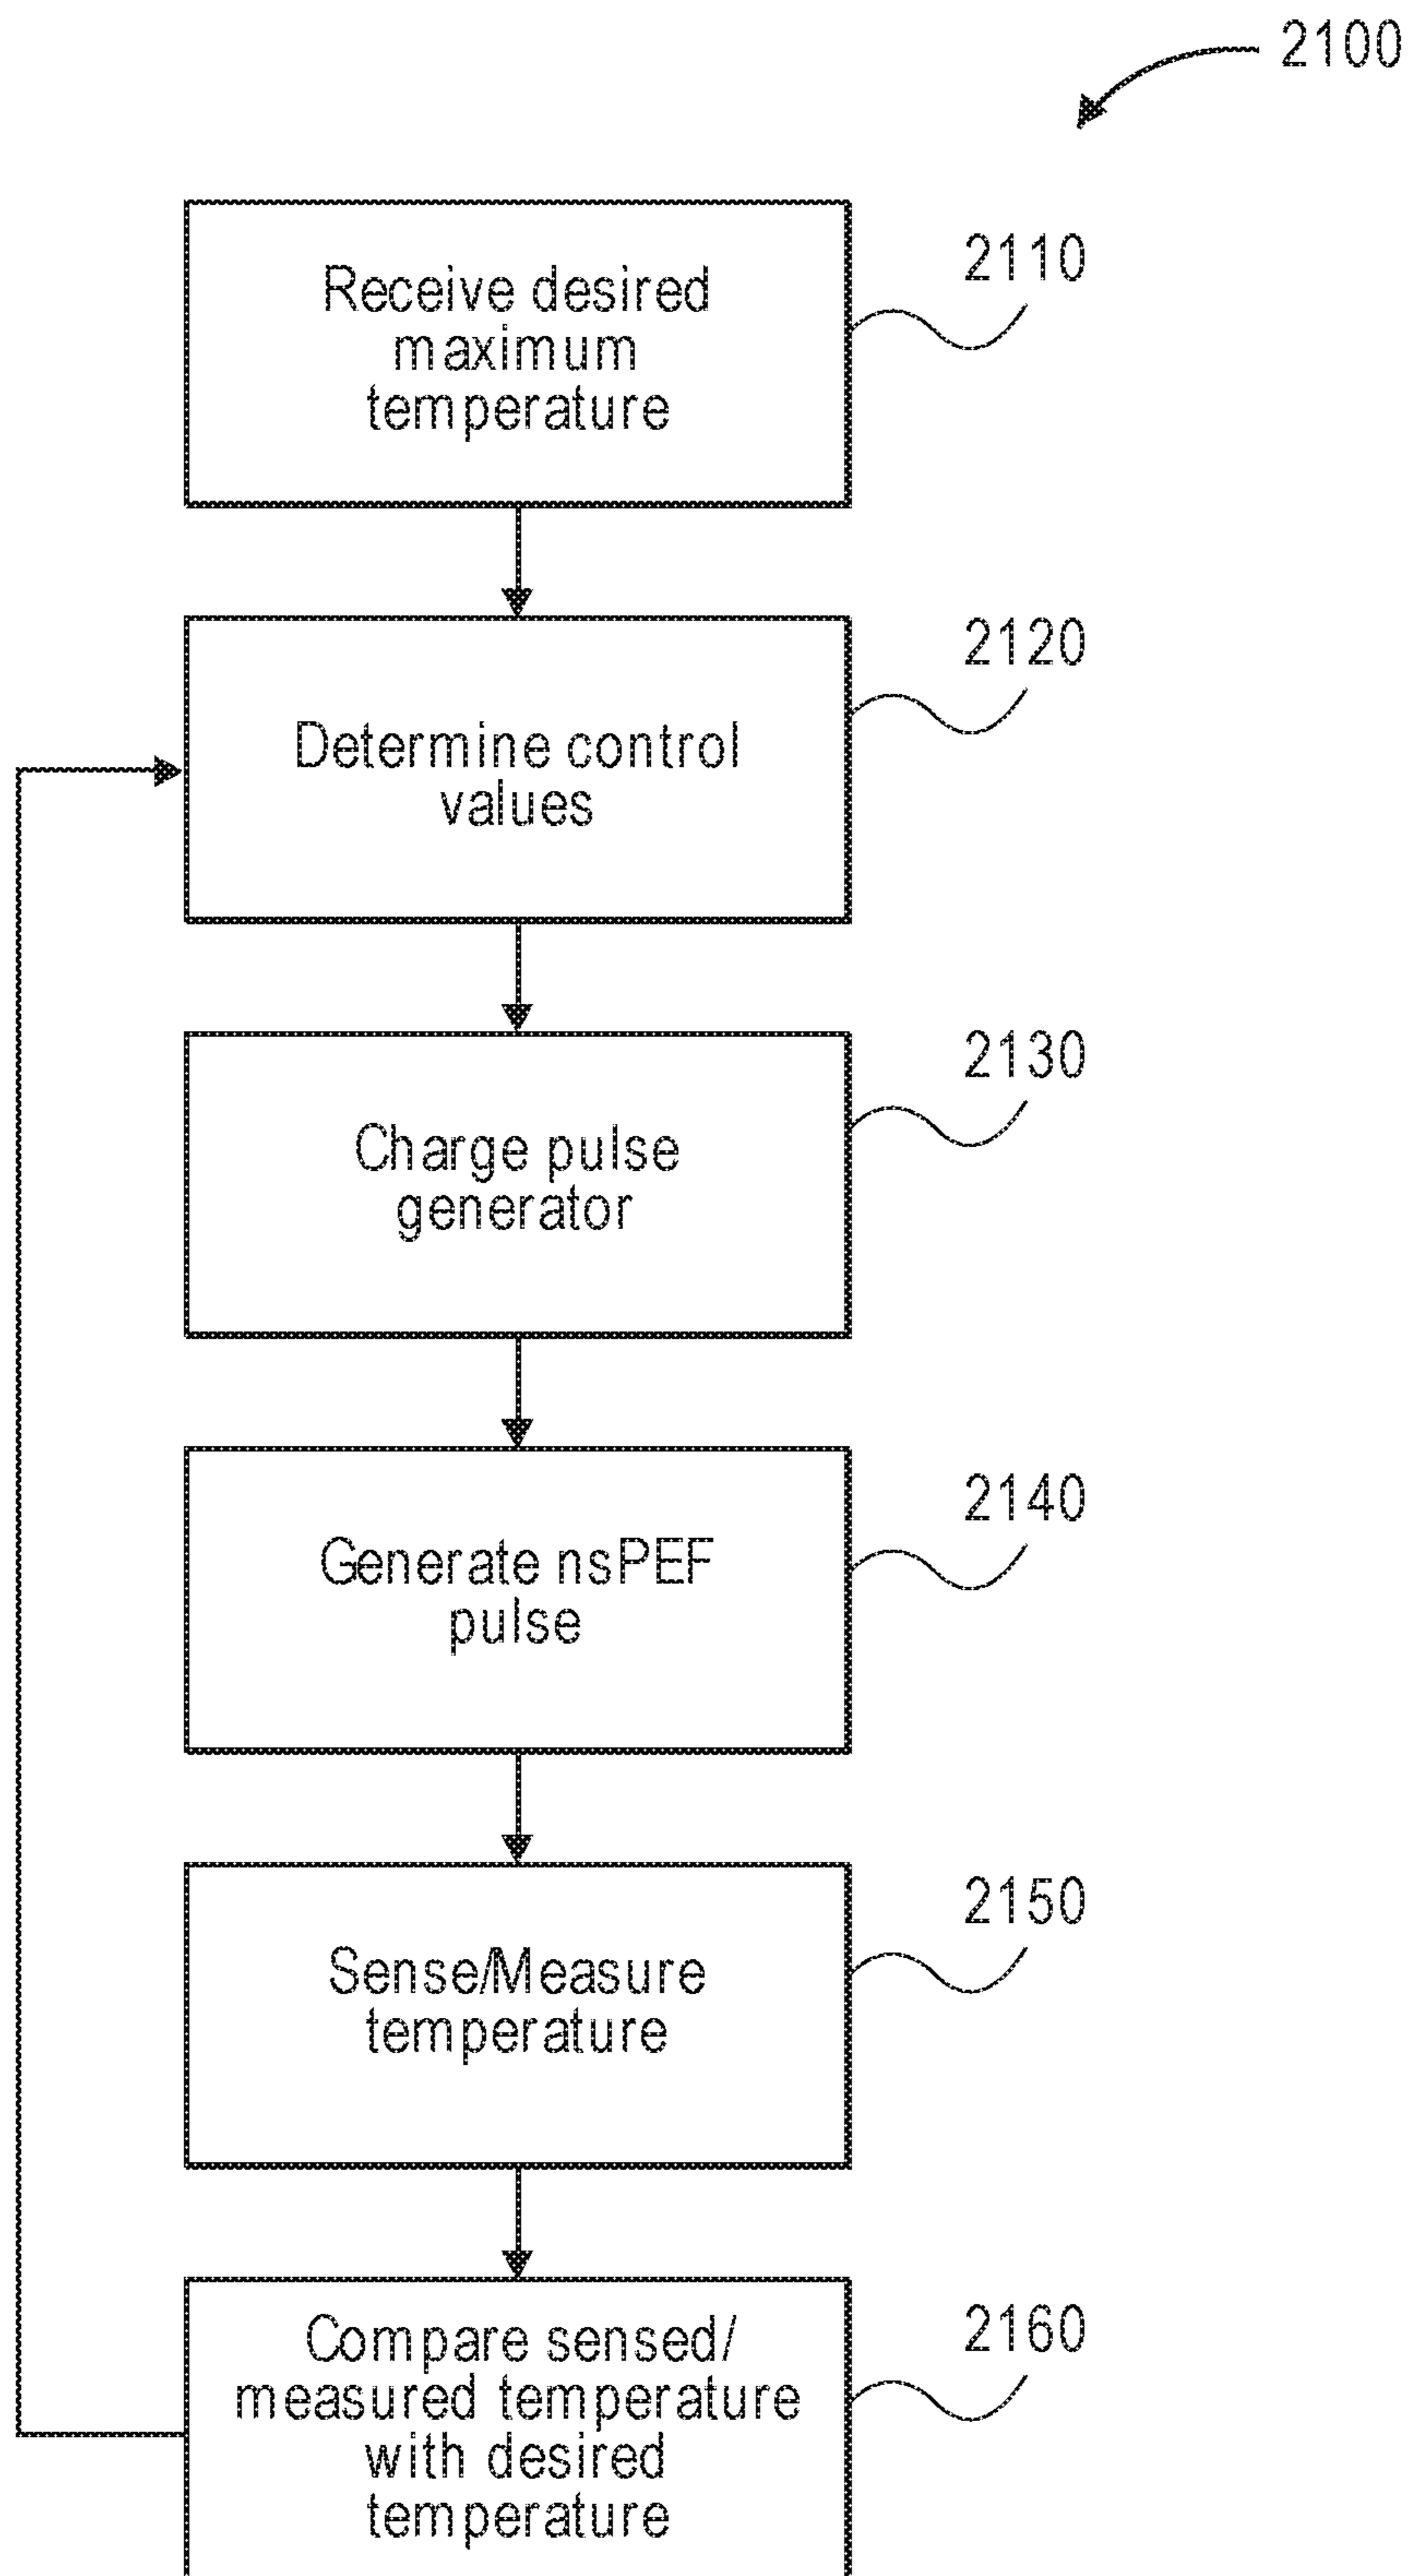 2100
Receive desired
maximum
temperature
2110
Determine control
values
2120
Charge pulse
generator
2130
Generate nsPEF
pulse
2140
Sense/Measure
temperature
2150
Compare sensed/
measured temperature
with desired
temperature
2160